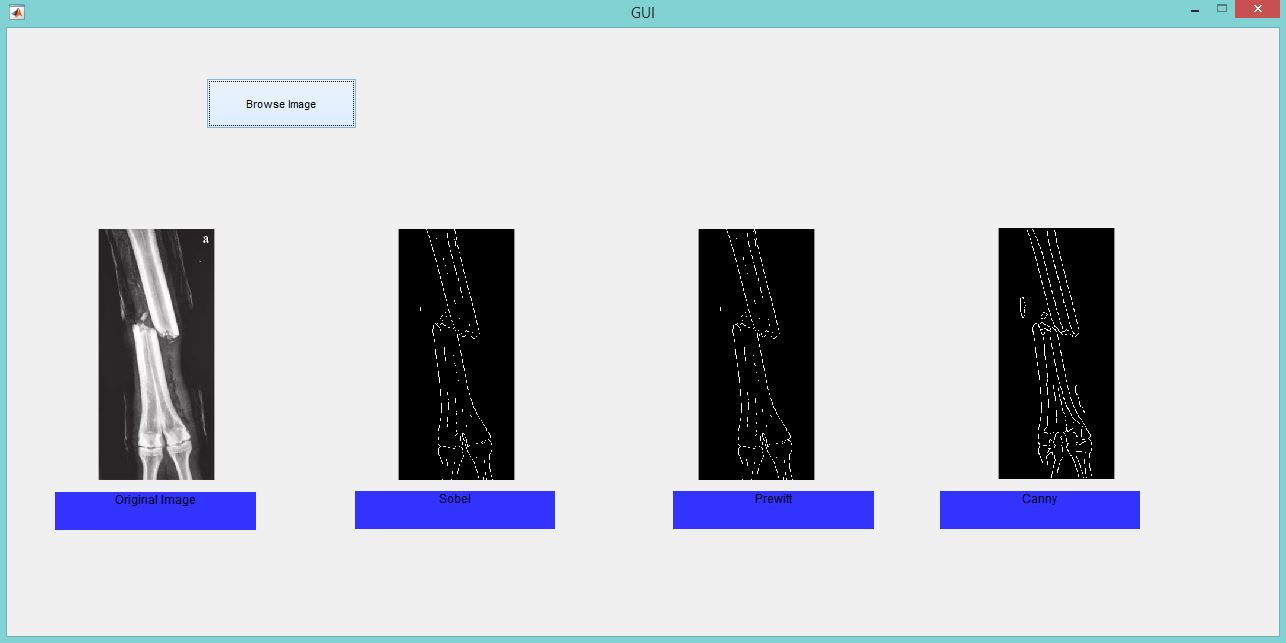 GUI
Browse Image
a
Original Image
Sobel
Prewitt
Canny